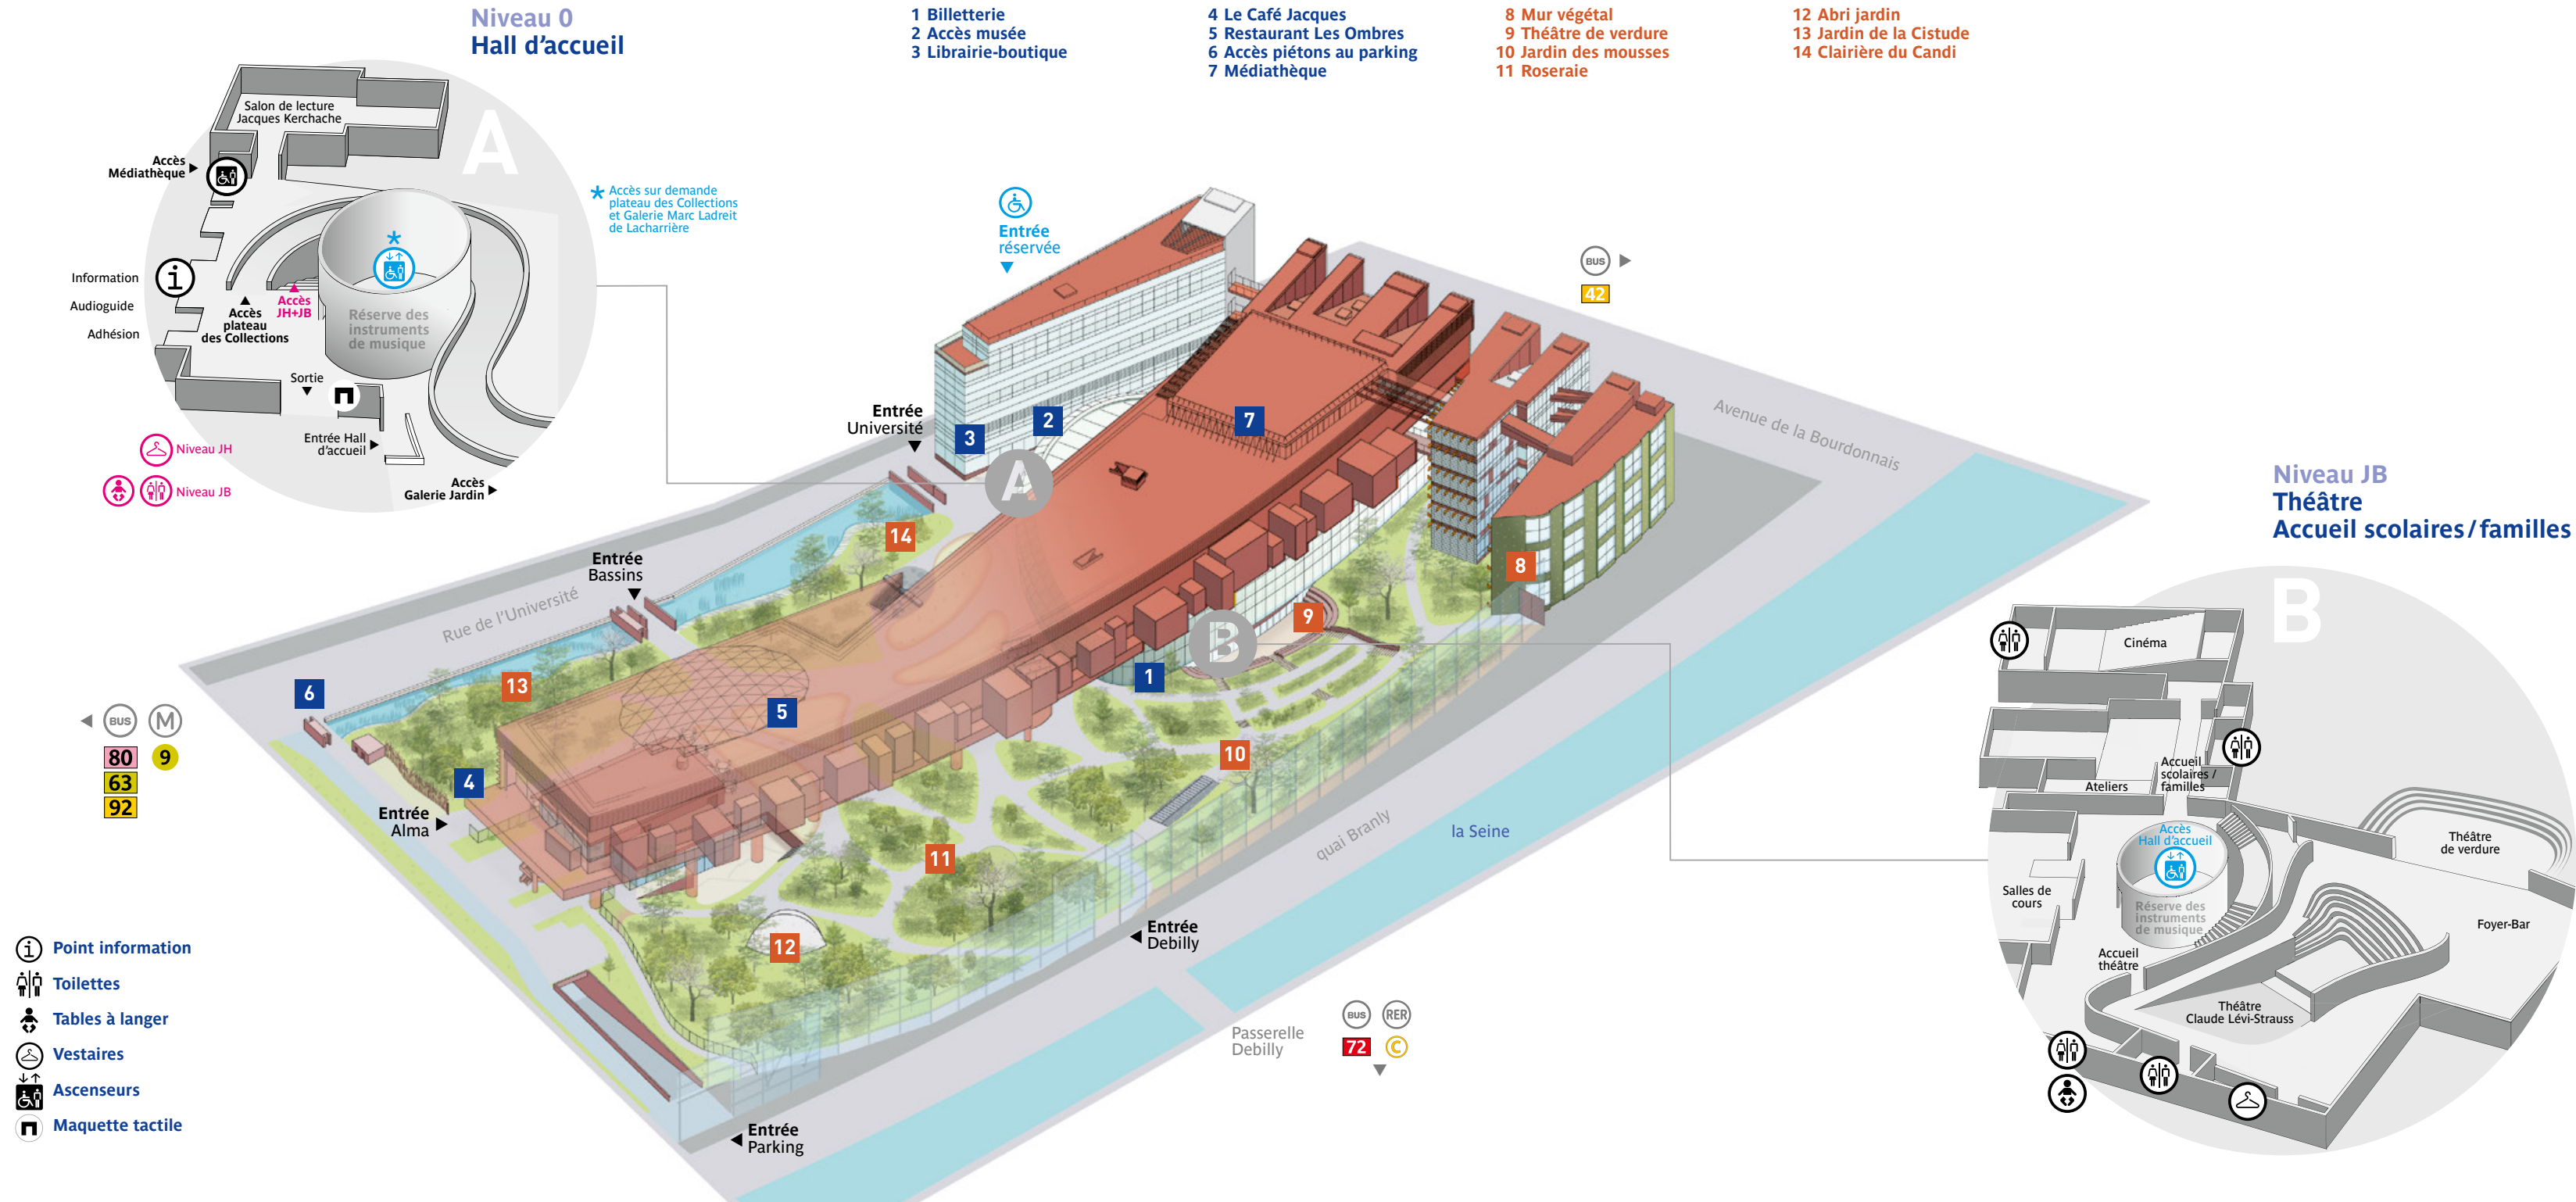 Niveau 0
Hall d’accueil
1 Billetterie
2 Accès musée
3 Librairie-boutique
4 Le Café Jacques
5 Restaurant Les Ombres
6 Accès piétons au parking
7 Médiathèque
8 Mur végétal
9 Théâtre de verdure
10 Jardin des mousses
11 Roseraie
12 Abri jardin
13 Jardin de la Cistude
14 Clairière du Candi
A
Salon de lecture
Jacques Kerchache
Accès
Médiathèque
* Accès sur demande
plateau des Collections
et Galerie Marc Ladreit
de Lacharrière
*
Information
Audioguide
Adhésion
i
Accès
plateau
des Collections
Accès
JH+JB
Réserve des
instruments
de musique
Sortie
Entrée Hall
d’accueil
Accès
Galerie Jardin
Niveau JH
Niveau JB
Entrée
réservée
BUS
42
Entrée
Université
3
2
7
A
14
Avenue de la Bourdonnais
Entrée
Bassins
Rue de l’Université
8
9
B
1
13
6
5
10
4
BUS M
80 9
63
92
Entrée
Alma
11
12
quai Branly
la Seine
Entrée
Debilly
Passerelle
Debilly
BUS RER
72 C
Entrée
Parking
Niveau JB
Théâtre
Accueil scolaires / familles
B
Cinéma
Accueil
scolaires /
familles
Ateliers
Accès
Hall d’accueil
Réserve des
instruments
de musique
Salles de
cours
Accueil
théâtre
Théâtre
de verdure
Foyer-Bar
Théâtre
Claude Lévi-Strauss
i Point information
Toilettes
Tables à langer
Vestiaires
Ascenseurs
Maquette tactile